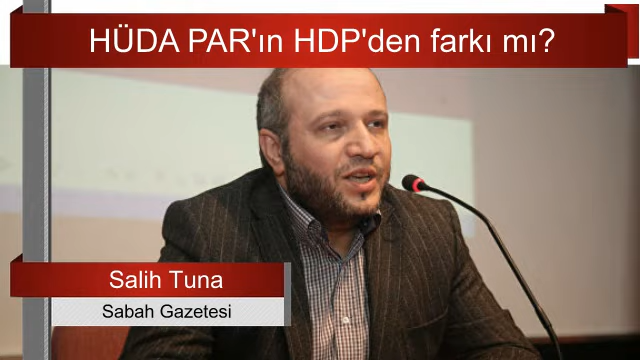 HÜDA PAR'ın HDP'den farkı mı?
Salih Tuna
Sabah Gazetesi